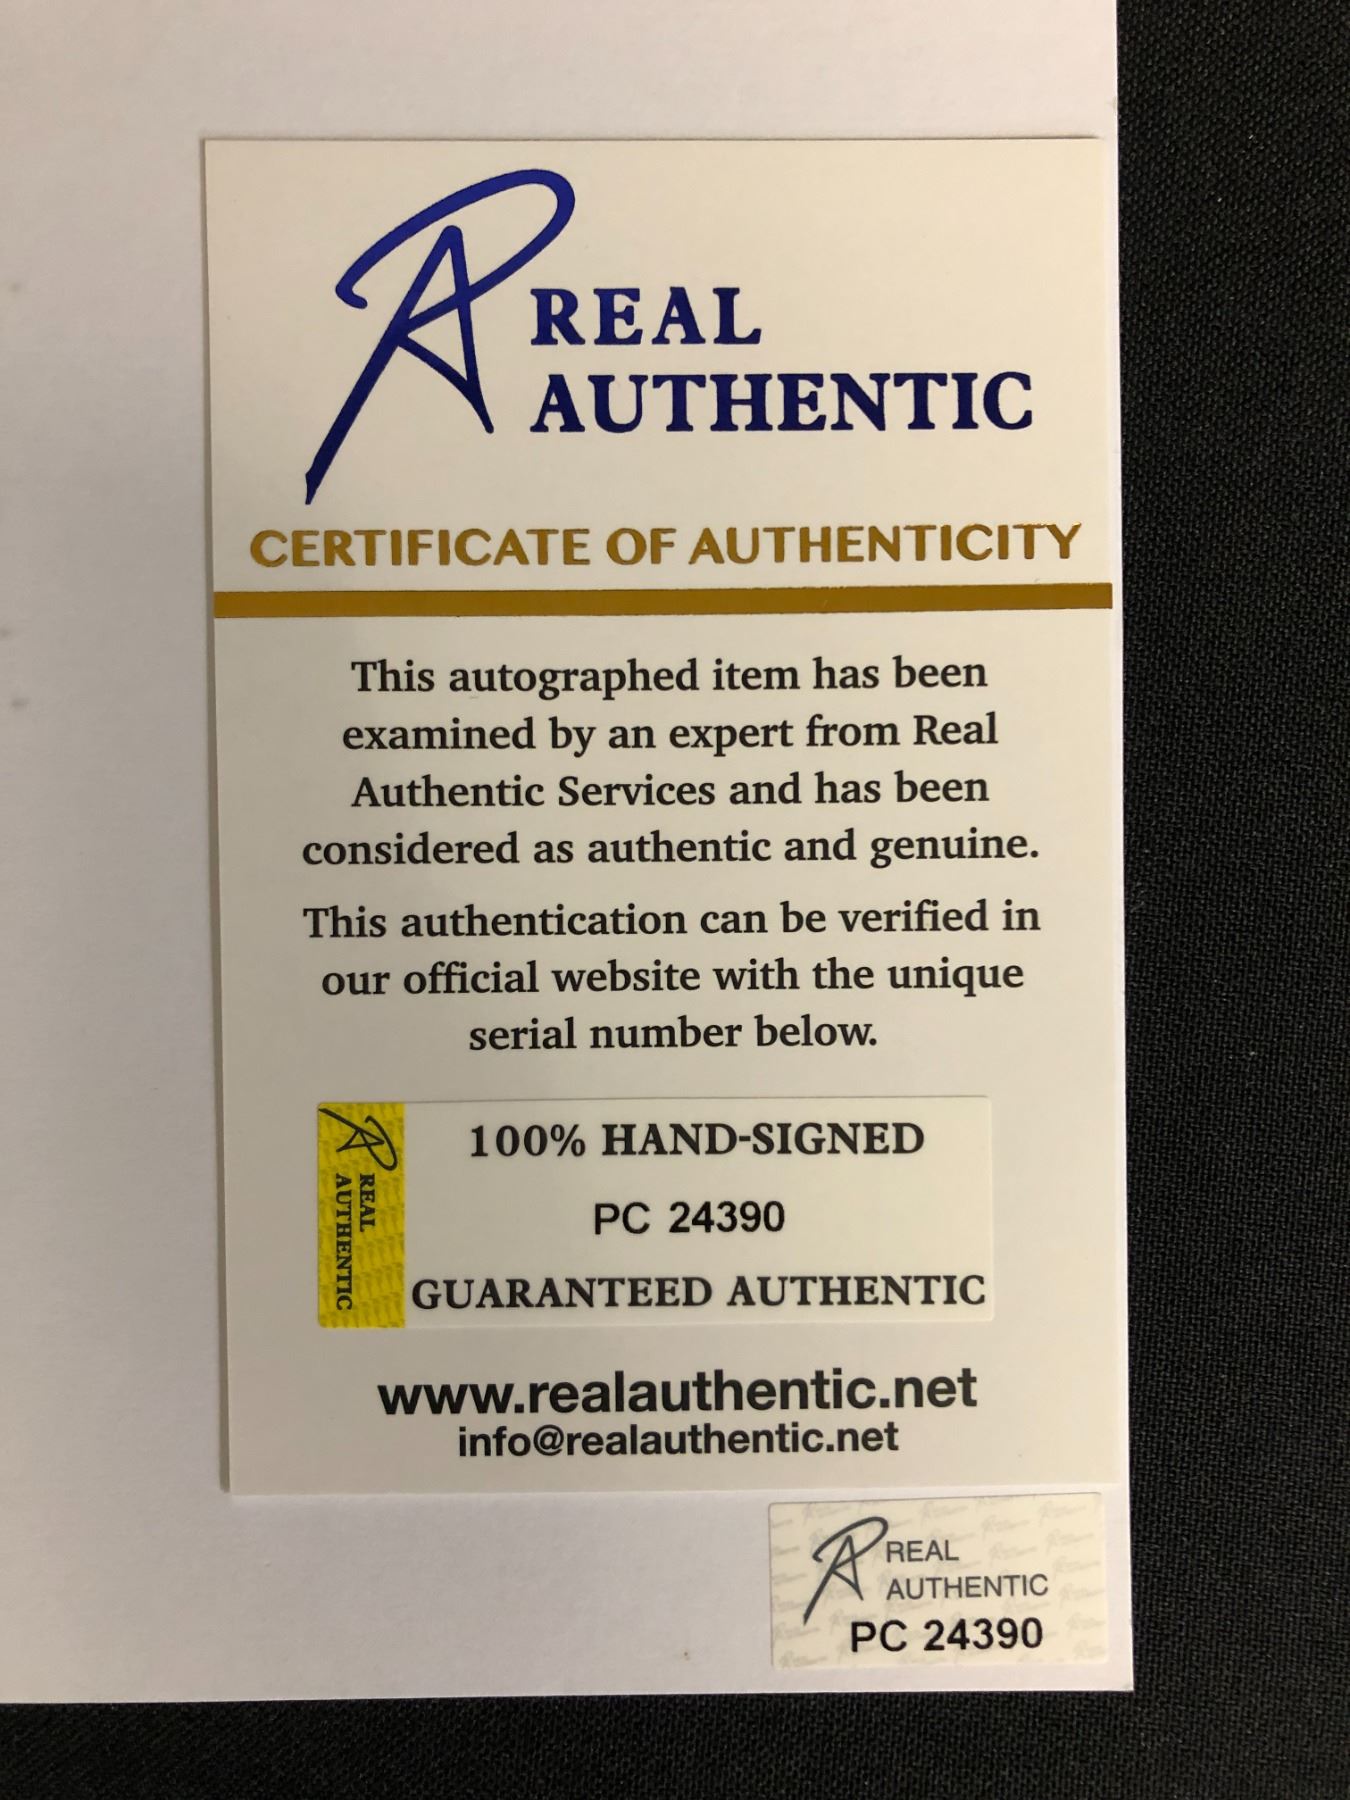 REAL
AUTHENTIC
CERTIFICATE OF AUTHENTICITY
This autographed item has been
examined by an expert from Real
Authentic Services and has been
considered as authentic and genuine.
This authentication can be verified in
our official website with the unique
serial number below.
REAL
AUTHENTIC
100% HAND-SIGNED
PC 24390
GUARANTEED AUTHENTIC
www.realauthentic.net
info@realauthentic.net
REAL
AUTHENTIC
PC 24390